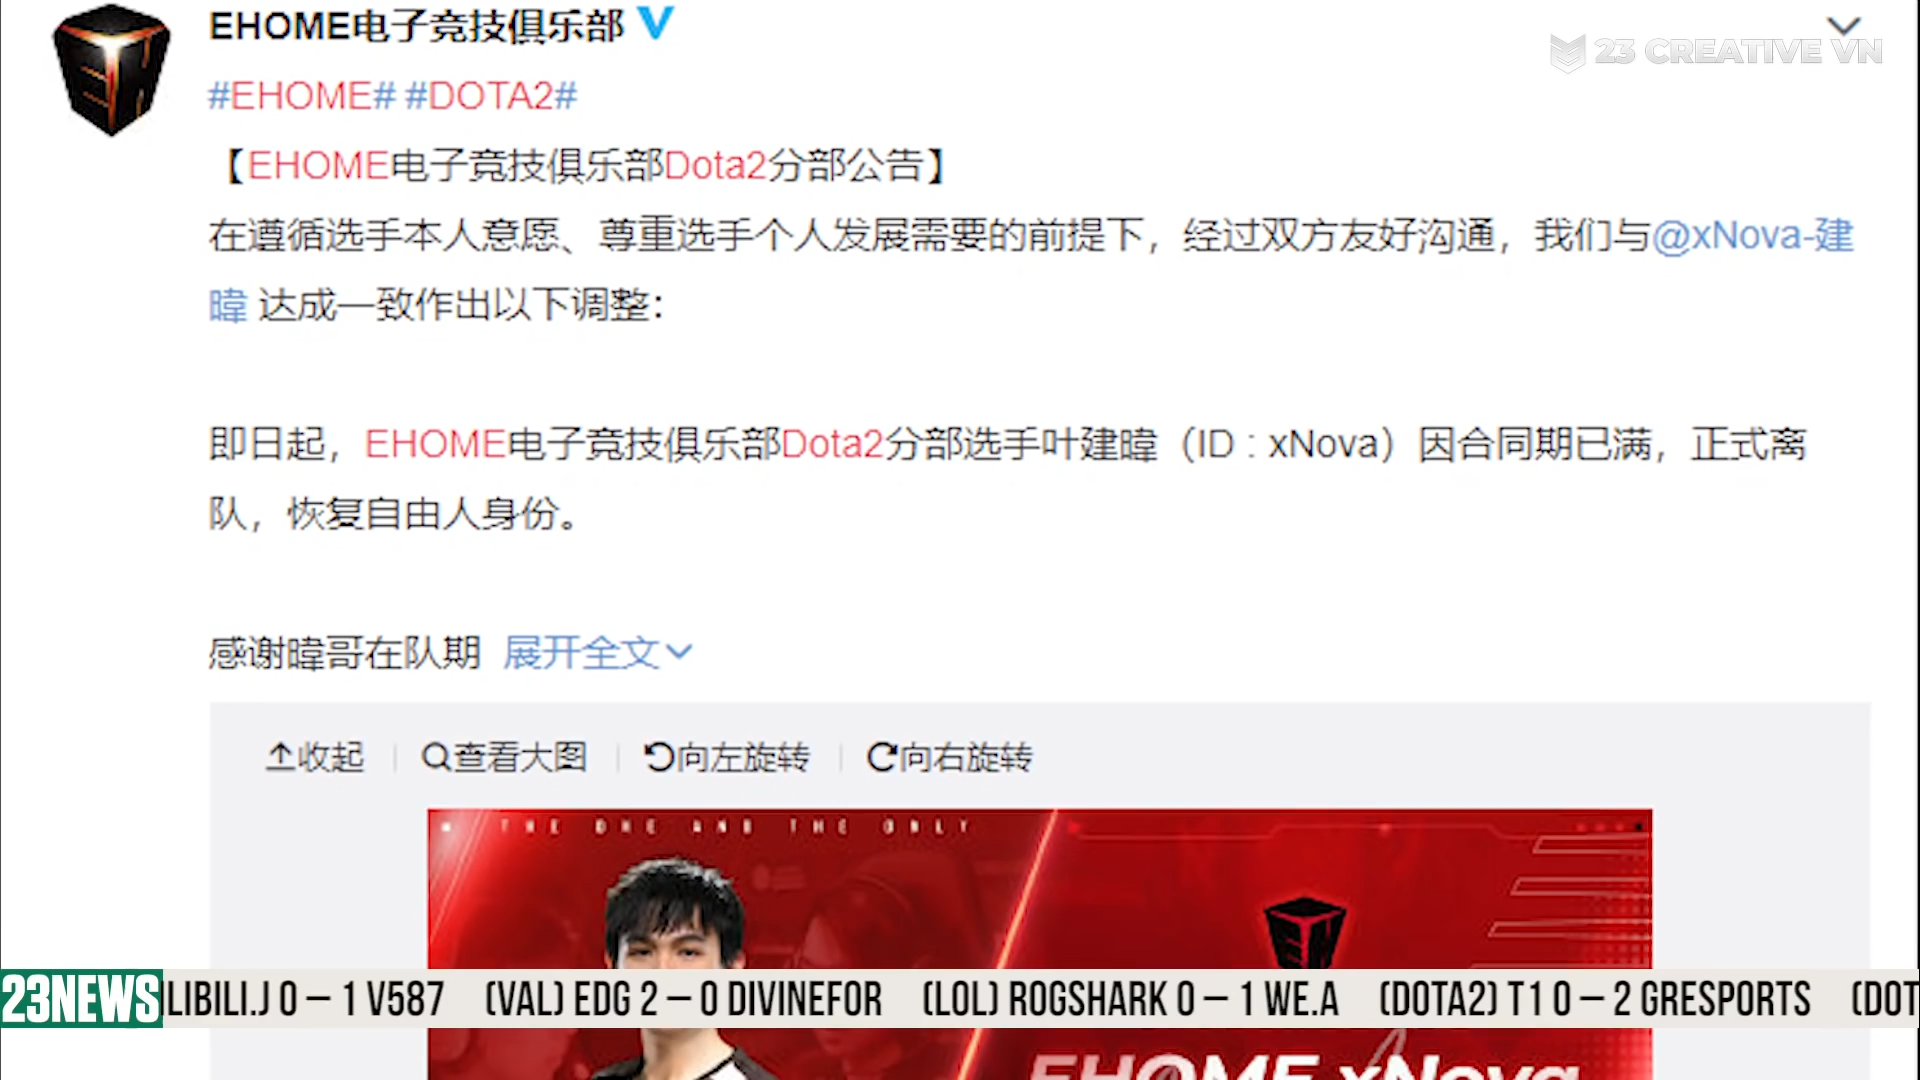 EHOME电子竞技俱乐部
23 CREATIVE VN
#EHOME# #DOTA2#
【EHOME电子竞技俱乐部Dota2分部公告】
在遵循选手本人意愿、尊重选手个人发展需要的前提下，经过双方友好沟通，我们与@xNova-建
暐 达成一致作出以下调整：
即日起，EHOME电子竞技俱乐部Dota2分部选手叶建暐（ID：xNova）因合同期已满，正式离
队，恢复自由人身份。
感谢暐哥在队期 展开全文
收起 查看大图 向左旋转 向右旋转
THE ONE AND THE ONLY
23NEWS ILIBILI.J 0 – 1 V587 (VAL) EDG 2 – 0 DIVINEFOR (LOL) ROGSHARK 0 – 1 WE.A (DOTA2) T1 0 – 2 GRESPORTS (DOT
EHOME xNova